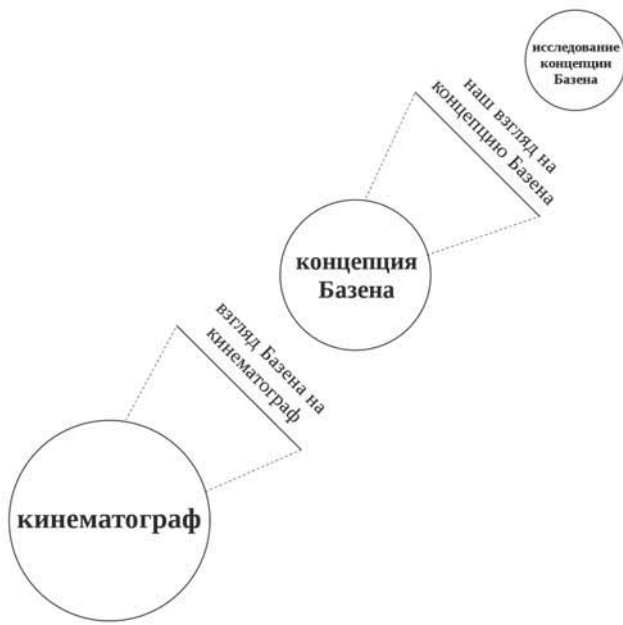 исследование
концепции
Базена
наш взгляд на
концепцию Базена
концепция
Базена
взгляд Базена на
кинематограф
кинематограф